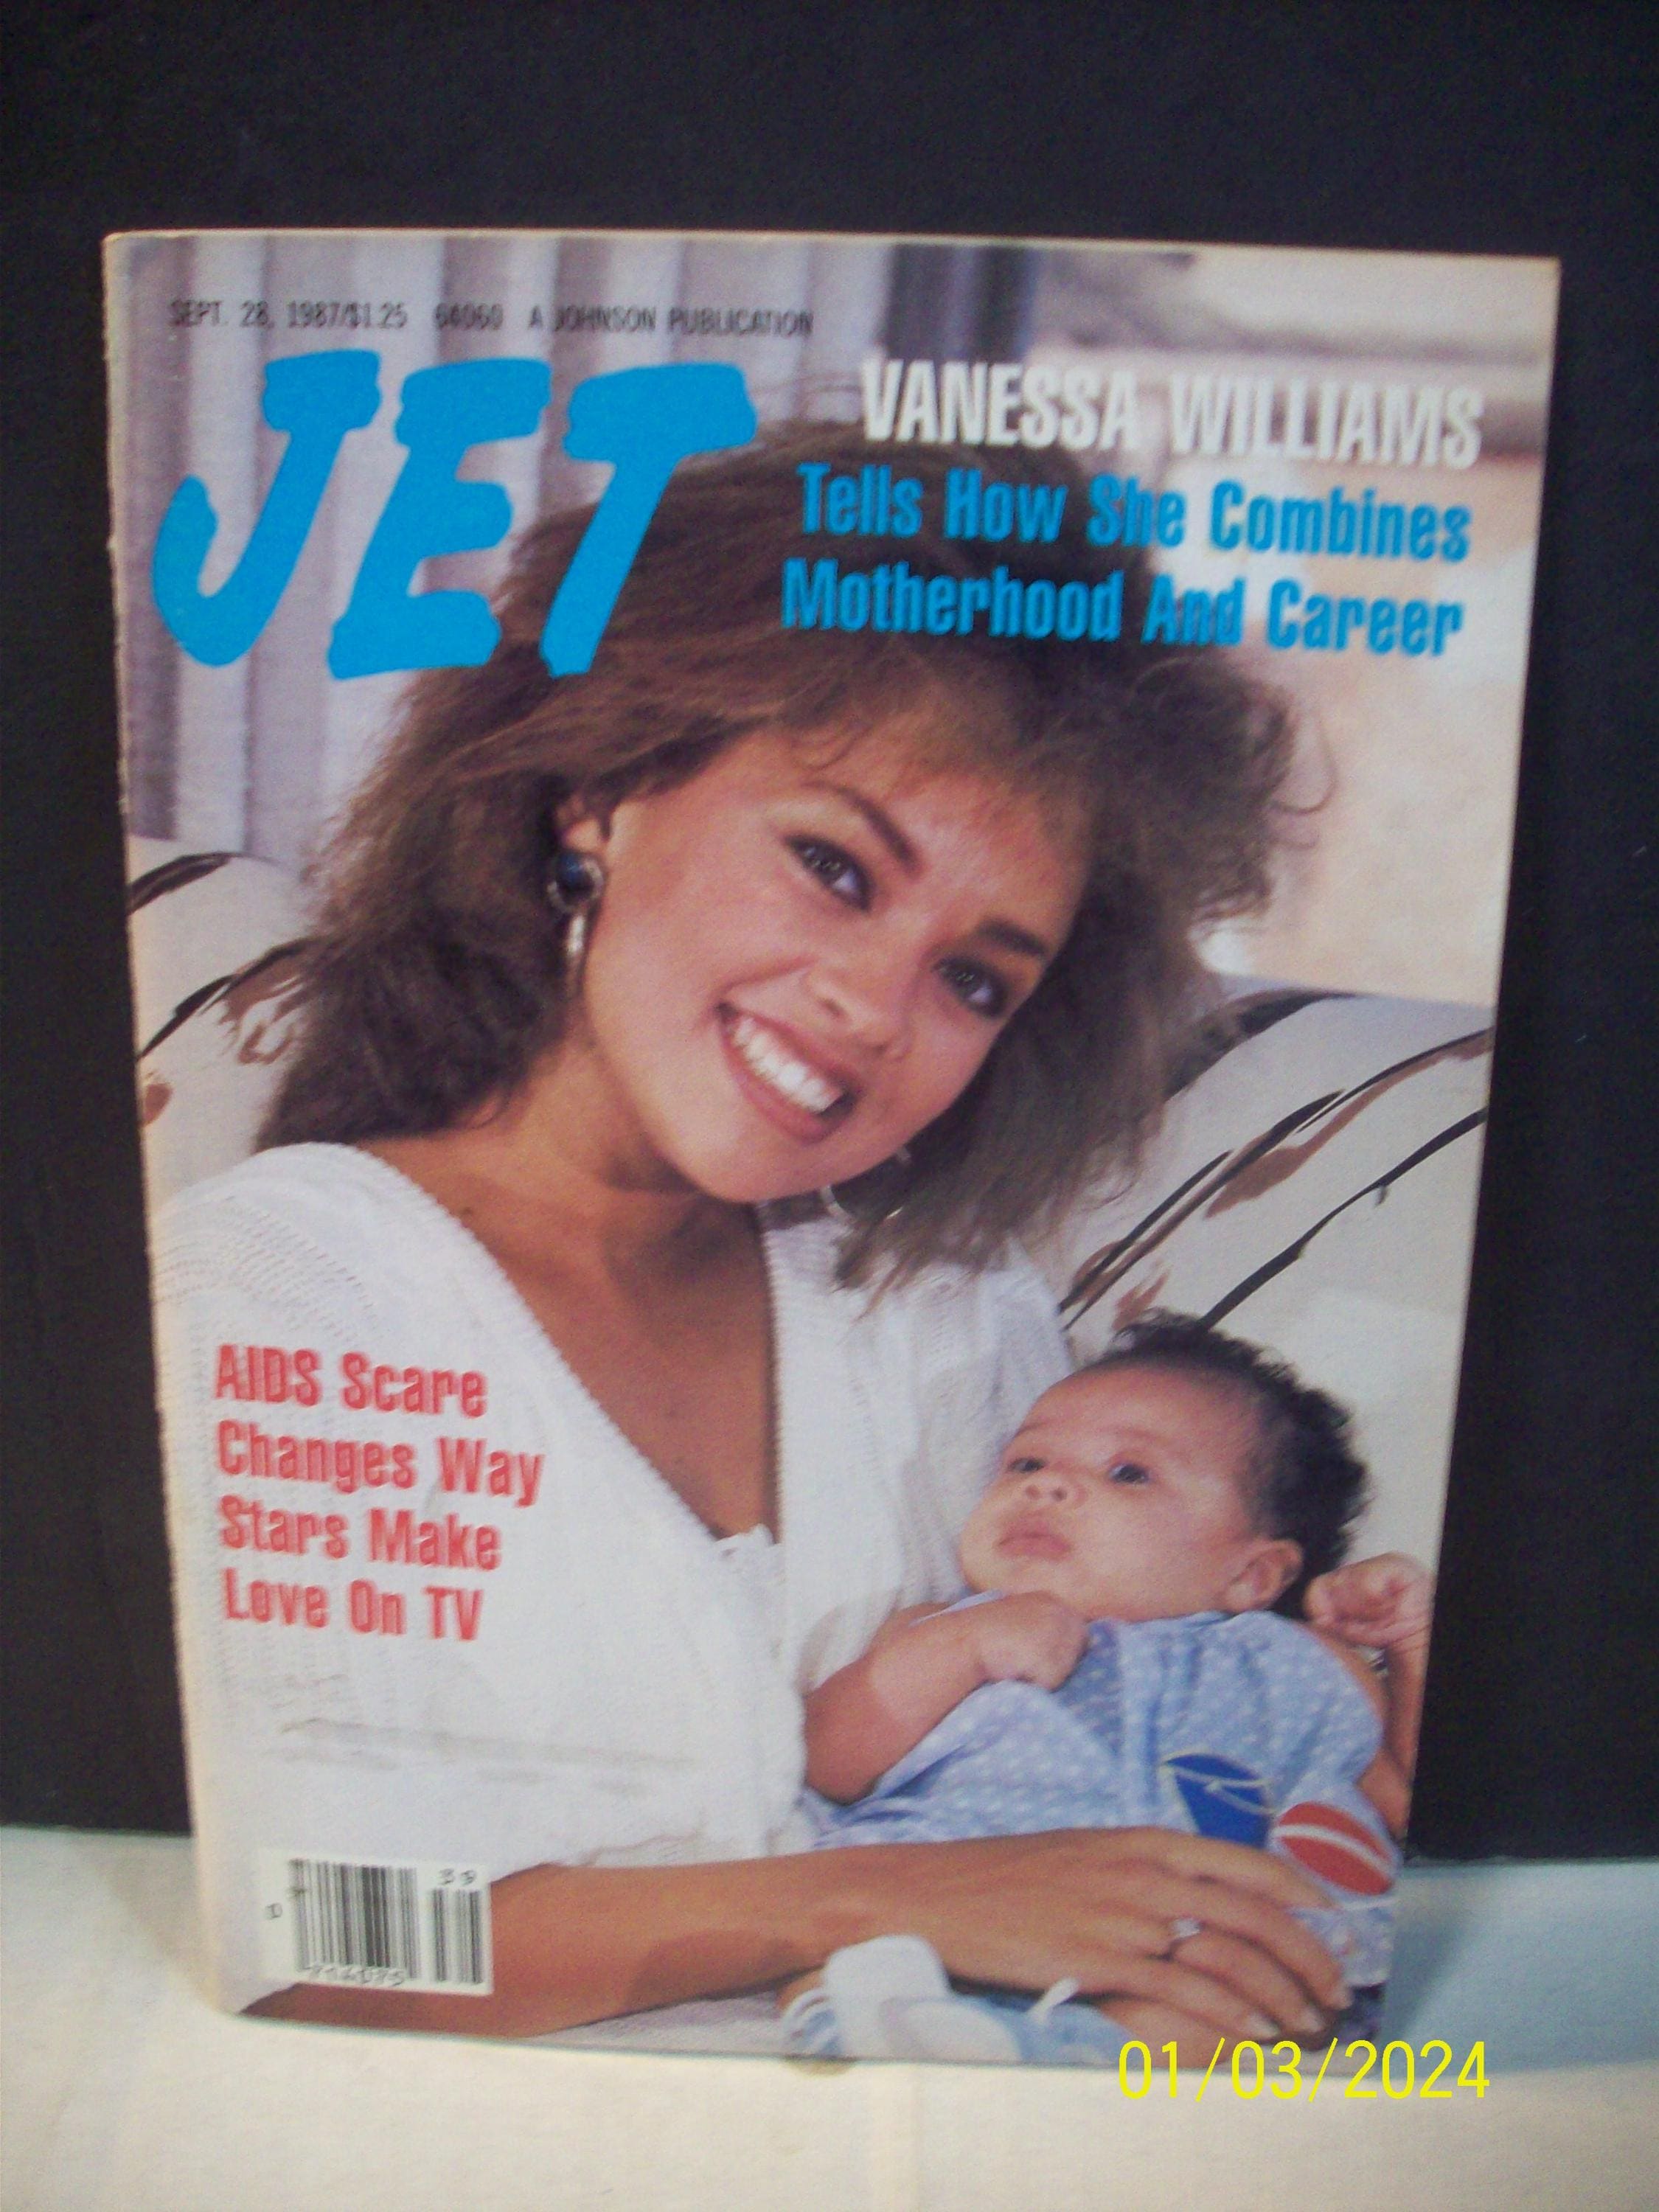 SEPT. 28, 1987/$1.25 64060 A JOHNSON PUBLICATION
JET
VANESSA WILLIAMS
Tells How She Combines
Motherhood And Career
AIDS Scare
Changes Way
Stars Make
Love On TV
39
01/03/2024